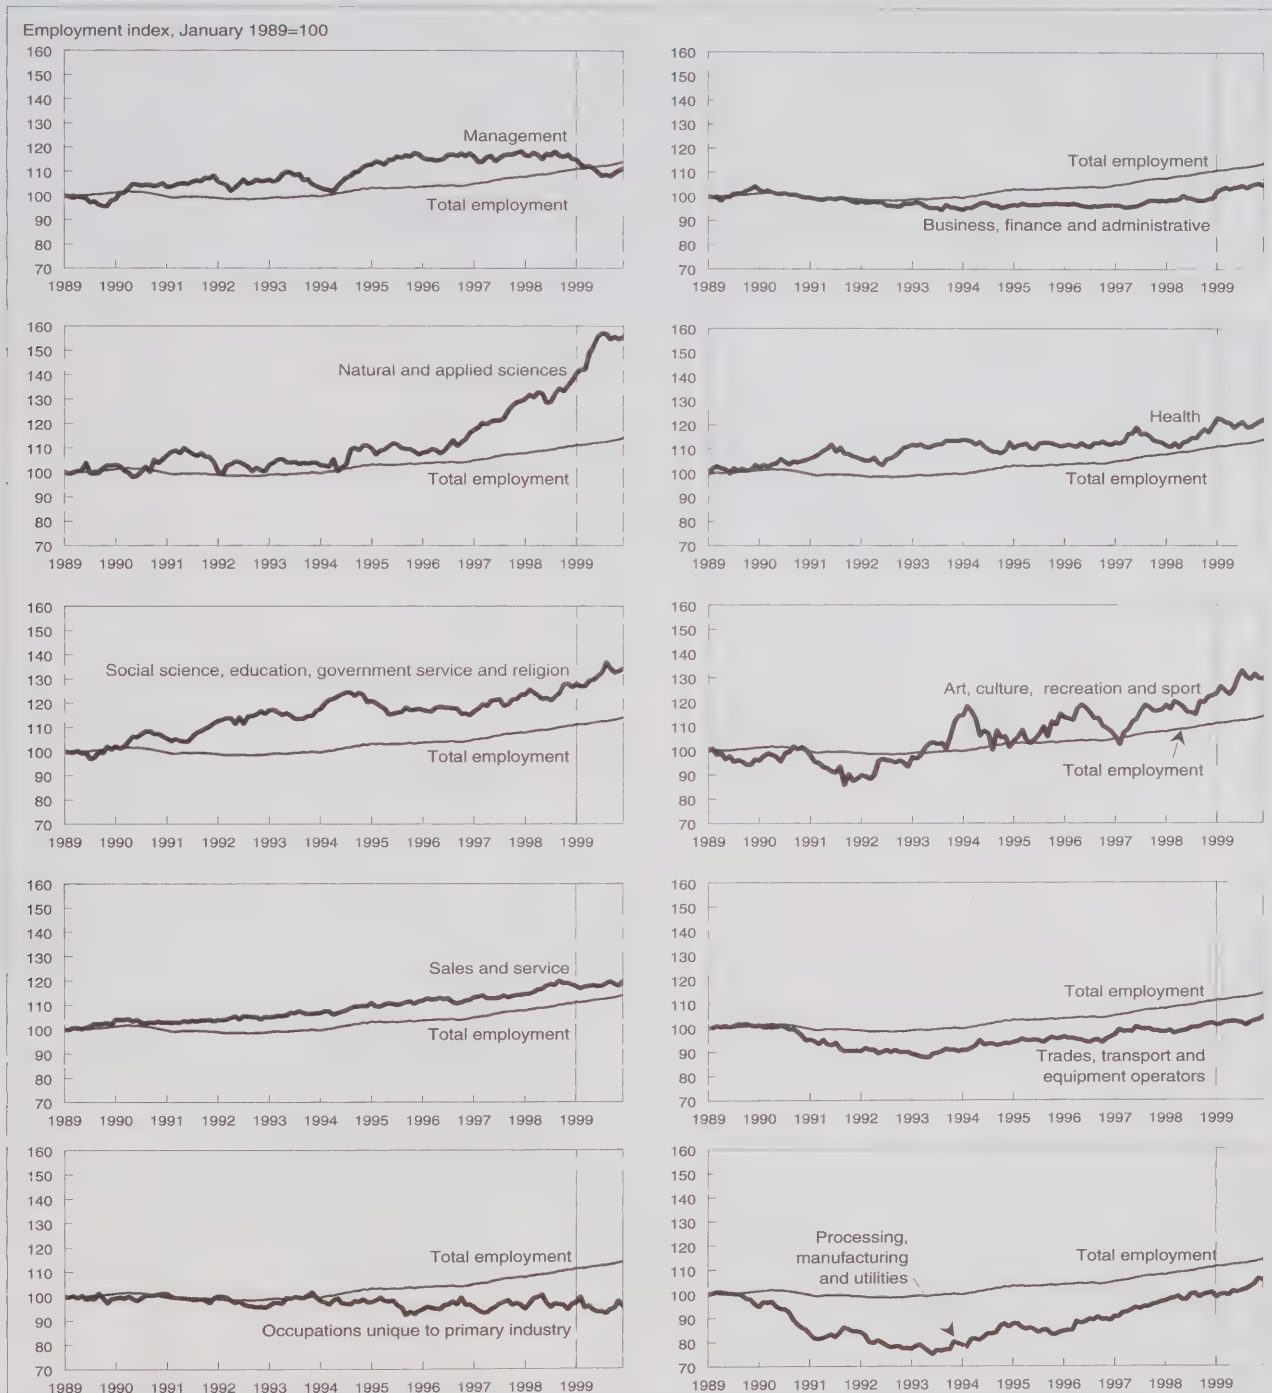 Employment index, January 1989=100
160
150
140
130
120
110
100
90
80
70
Management
Total employment
1989 1990 1991 1992 1993 1994 1995 1996 1997 1998 1999
160
150
140
130
120
110
100
90
80
70
Total employment
Business, finance and administrative
1989 1990 1991 1992 1993 1994 1995 1996 1997 1998 1999
160
150
140
130
120
110
100
90
80
70
Natural and applied sciences
Total employment
1989 1990 1991 1992 1993 1994 1995 1996 1997 1998 1999
160
150
140
130
120
110
100
90
80
70
Health
Total employment
1989 1990 1991 1992 1993 1994 1995 1996 1997 1998 1999
160
150
140
130
120
110
100
90
80
70
Social science, education, government service and religion
Total employment
1989 1990 1991 1992 1993 1994 1995 1996 1997 1998 1999
160
150
140
130
120
110
100
90
80
70
Art, culture, recreation and sport
Total employment
1989 1990 1991 1992 1993 1994 1995 1996 1997 1998 1999
160
150
140
130
120
110
100
90
80
70
Sales and service
Total employment
1989 1990 1991 1992 1993 1994 1995 1996 1997 1998 1999
160
150
140
130
120
110
100
90
80
70
Total employment
Trades, transport and
equipment operators
1989 1990 1991 1992 1993 1994 1995 1996 1997 1998 1999
160
150
140
130
120
110
100
90
80
70
Total employment
Occupations unique to primary industry
1989 1990 1991 1992 1993 1994 1995 1996 1997 1998 1999
160
150
140
130
120
110
100
90
80
70
Processing,
manufacturing
and utilities
Total employment
1989 1990 1991 1992 1993 1994 1995 1996 1997 1998 1999